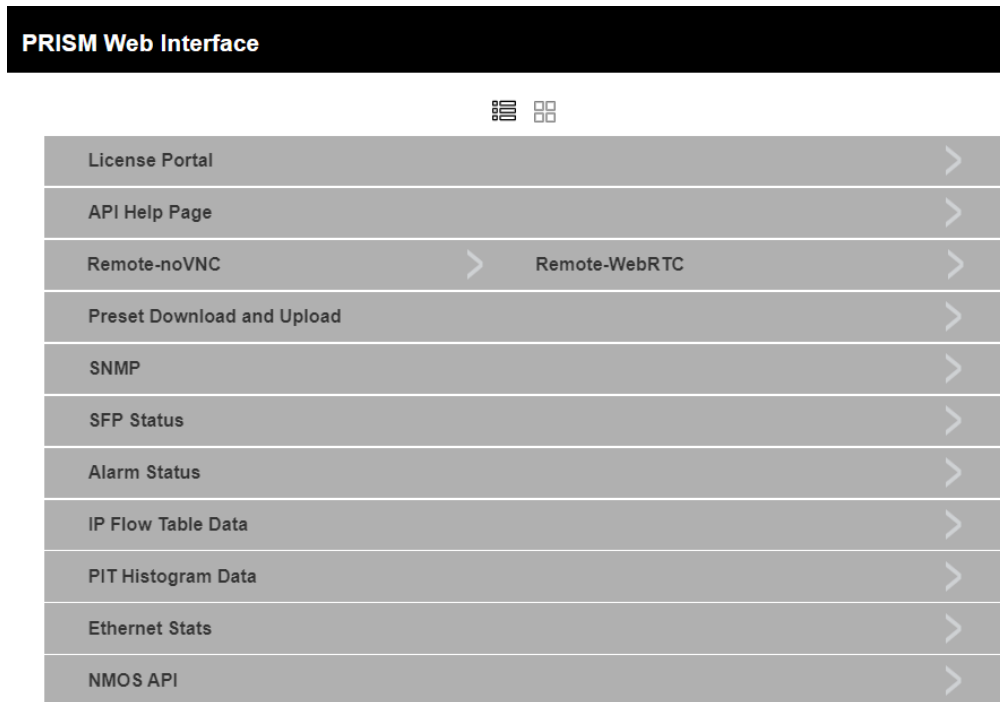 PRISM Web Interface
License Portal
API Help Page
Remote-noVNC Remote-WebRTC
Preset Download and Upload
SNMP
SFP Status
Alarm Status
IP Flow Table Data
PIT Histogram Data
Ethernet Stats
NMOS API